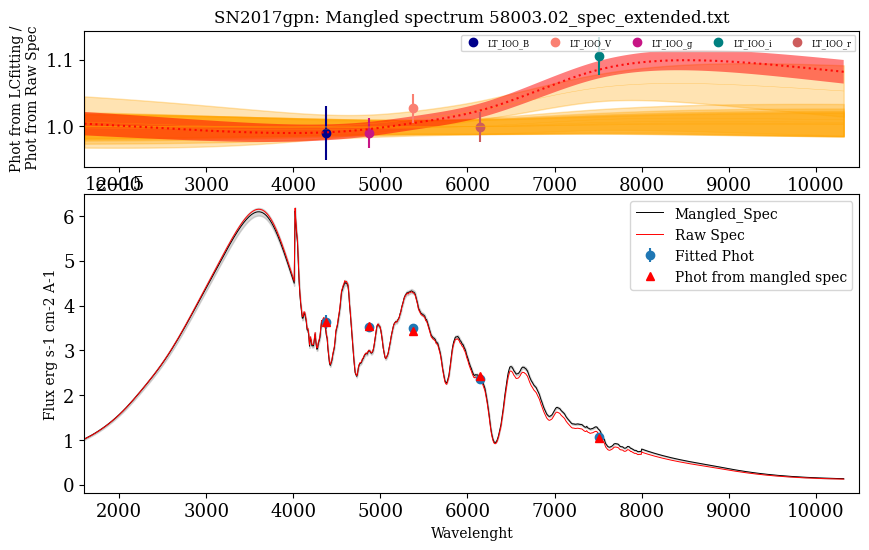 SN2017gpn: Mangled spectrum 58003.02_spec_extended.txt
Phot from LCfitting /
Phot from Raw Spec
LT_IOO_B LT_IOO_V LT_IOO_g LT_IOO_i LT_IOO_r
1.1
1.0
2000 3000 4000 5000 6000 7000 8000 9000 10000
1e−15
Flux erg s-1 cm-2 A-1
Mangled_Spec
Raw Spec
Fitted Phot
Phot from mangled spec
6
5
4
3
2
1
0
2000 3000 4000 5000 6000 7000 8000 9000 10000
Wavelenght